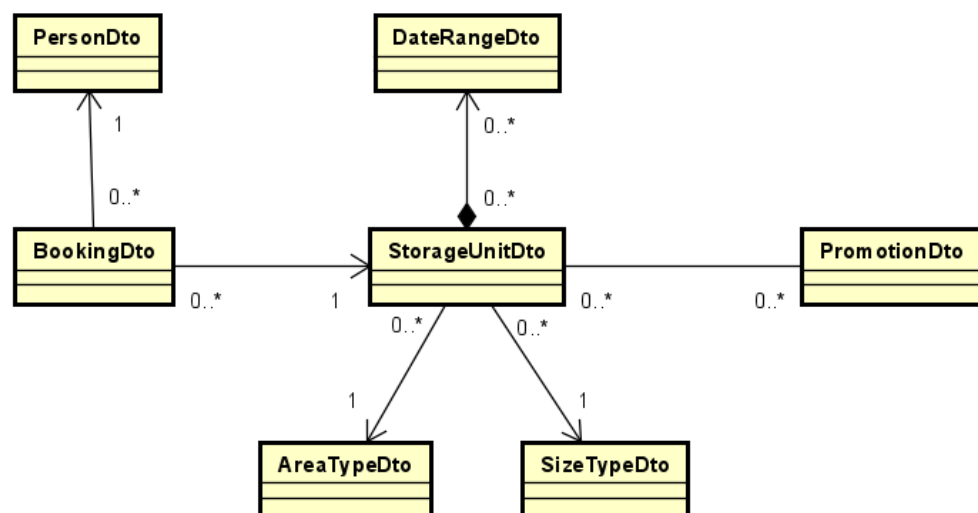 PersonDto
DateRangeDto
1
0..*
0..*
0..*
BookingDto
StorageUnitDto
PromotionDto
0..*
1
0..*
0..*
0..*
0..*
1
1
AreaTypeDto
SizeTypeDto